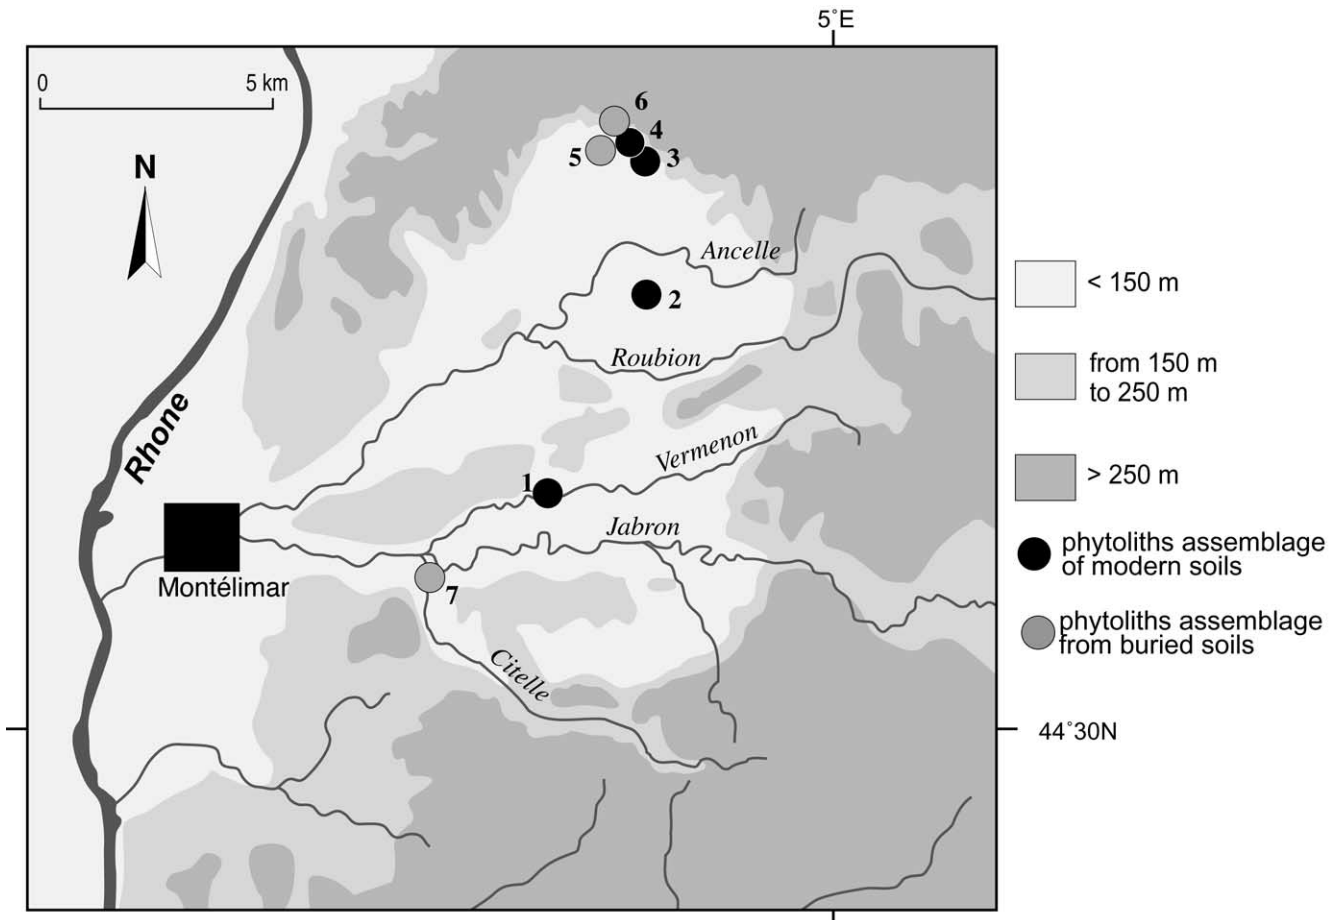 5°E
0 5 km
N
6
4
5 3
Ancelle
2
Roubion
Rhone
Vermenon
1
Jabron
Montélimar
7
Citelle
44°30N
< 150 m
from 150 m
to 250 m
> 250 m
phytoliths assemblage
of modern soils
phytoliths assemblage
from buried soils